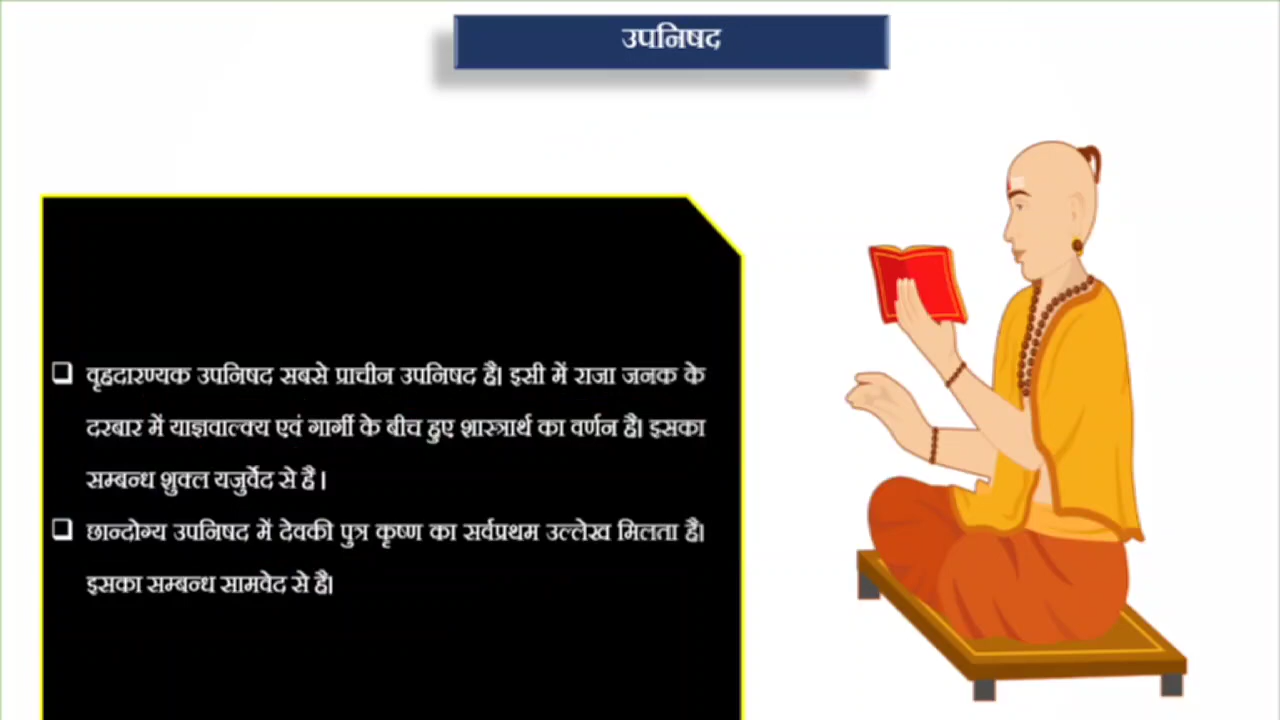 उपनिषद
वृहदारण्यक उपनिषद सबसे प्राचीन उपनिषद है। इसी में राजा जनक के
दरबार में याज्ञवाल्क्य एवं गार्गी के बीच हुए शास्त्रार्थ का वर्णन है। इसका
सम्बन्ध शुक्ल यजुर्वेद से है ।
छान्दोग्य उपनिषद में देवकी पुत्र कृष्ण का सर्वप्रथम उल्लेख मिलता है।
इसका सम्बन्ध सामवेद से है।